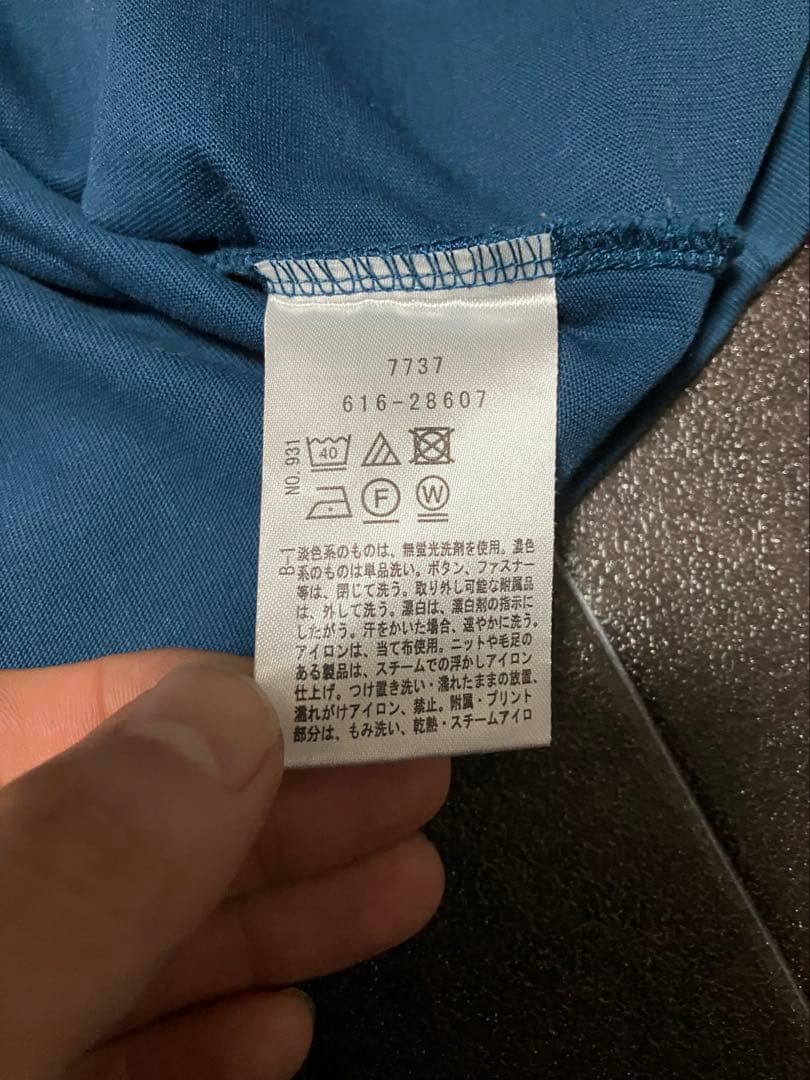 7737
616-28607
NO.931
40
F W
B-1
淡色系のものは、無蛍光洗剤を使用。濃色
系のものは単品洗い。ボタン、ファスナー
等は、閉じて洗う。取り外し可能な附属品
は、外して洗う。漂白は、漂白剤の指示に
したがう。汗をかいた場合、速やかに洗う。
アイロンは、当て布使用。ニットや毛足の
ある製品は、スチームでの浮かしアイロン
仕上げ。つけ置き洗い・濡れたままの放置、
濡れがけアイロン、禁止。附属・プリント
部分は、もみ洗い、乾熱・スチームアイロ